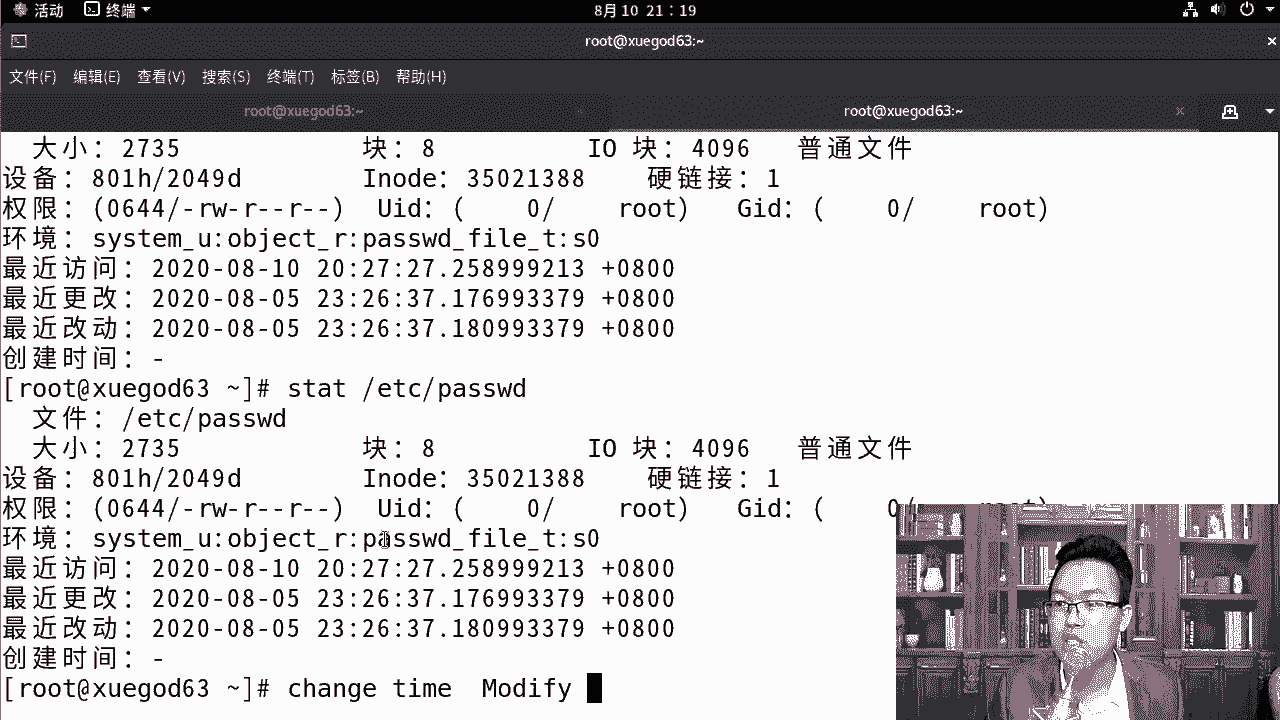 活动 终端 8月10 21：19
root@xuegod63:~
文件(F) 编辑(E) 查看(V) 搜索(S) 终端(T) 标签(B) 帮助(H)
root@xuegod63:~ root@xuegod63:~
大小：2735 块：8 IO 块：4096 普通文件
设备：801h/2049d Inode：35021388 硬链接：1
权限：(0644/-rw-r--r--) Uid：( 0/ root) Gid：( 0/ root)
环境：system_u:object_r:passwd_file_t:s0
最近访问：2020-08-10 20:27:27.258999213 +0800
最近更改：2020-08-05 23:26:37.176993379 +0800
最近改动：2020-08-05 23:26:37.180993379 +0800
创建时间：-
[root@xuegod63 ~]# stat /etc/passwd
文件：/etc/passwd
大小：2735 块：8 IO 块：4096 普通文件
设备：801h/2049d Inode：35021388 硬链接：1
权限：(0644/-rw-r--r--) Uid：( 0/ root) Gid：( 0/ root)
环境：system_u:object_r:passwd_file_t:s0
最近访问：2020-08-10 20:27:27.258999213 +0800
最近更改：2020-08-05 23:26:37.176993379 +0800
最近改动：2020-08-05 23:26:37.180993379 +0800
创建时间：-
[root@xuegod63 ~]# change time Modify